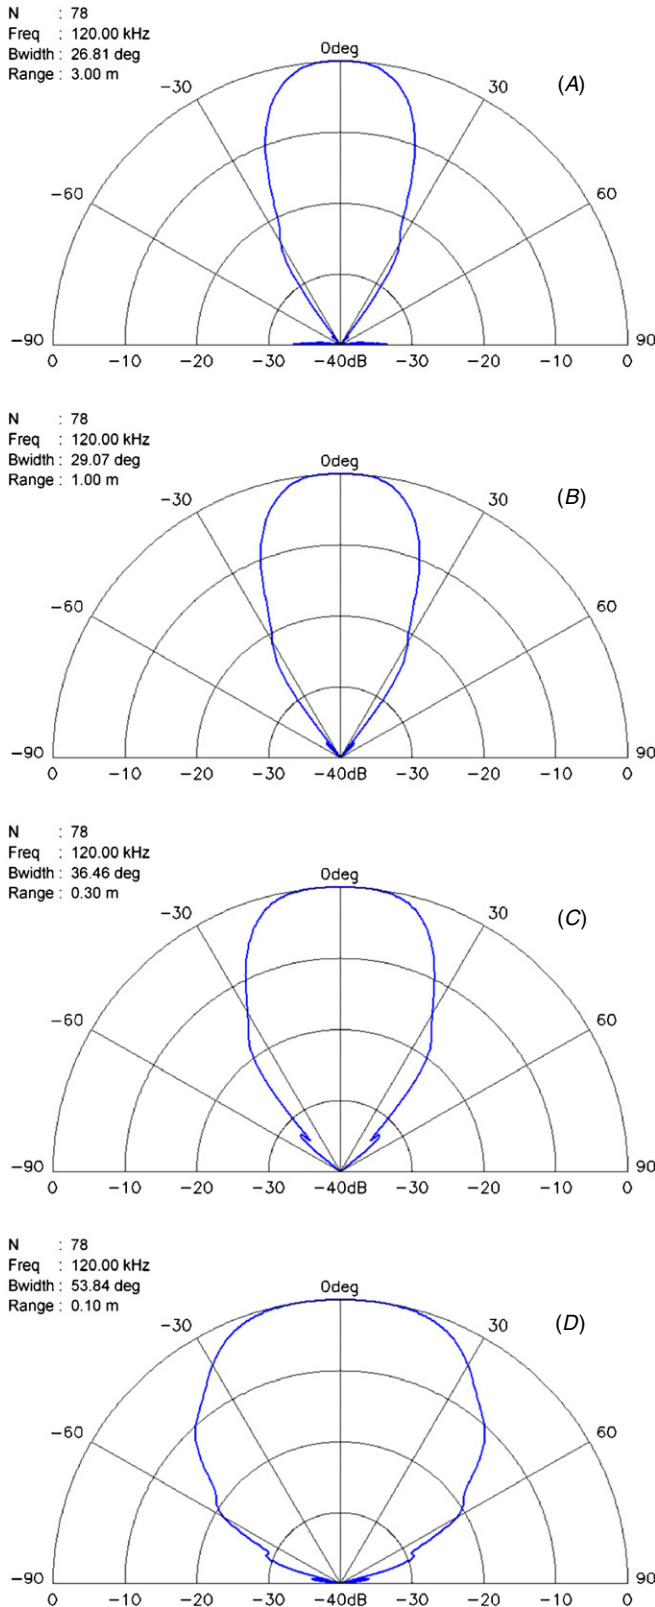 N : 78
Freq : 120.00 kHz
Bwidth : 26.81 deg
Range : 3.00 m
0deg
(A)
-30 30
-60 60
-90 90
0 -10 -20 -30 -40dB -30 -20 -10 0
N : 78
Freq : 120.00 kHz
Bwidth : 29.07 deg
Range : 1.00 m
0deg
(B)
-30 30
-60 60
-90 90
0 -10 -20 -30 -40dB -30 -20 -10 0
N : 78
Freq : 120.00 kHz
Bwidth : 36.46 deg
Range : 0.30 m
0deg
(C)
-30 30
-60 60
-90 90
0 -10 -20 -30 -40dB -30 -20 -10 0
N : 78
Freq : 120.00 kHz
Bwidth : 53.84 deg
Range : 0.10 m
0deg
(D)
-30 30
-60 60
-90 90
0 -10 -20 -30 -40dB -30 -20 -10 0